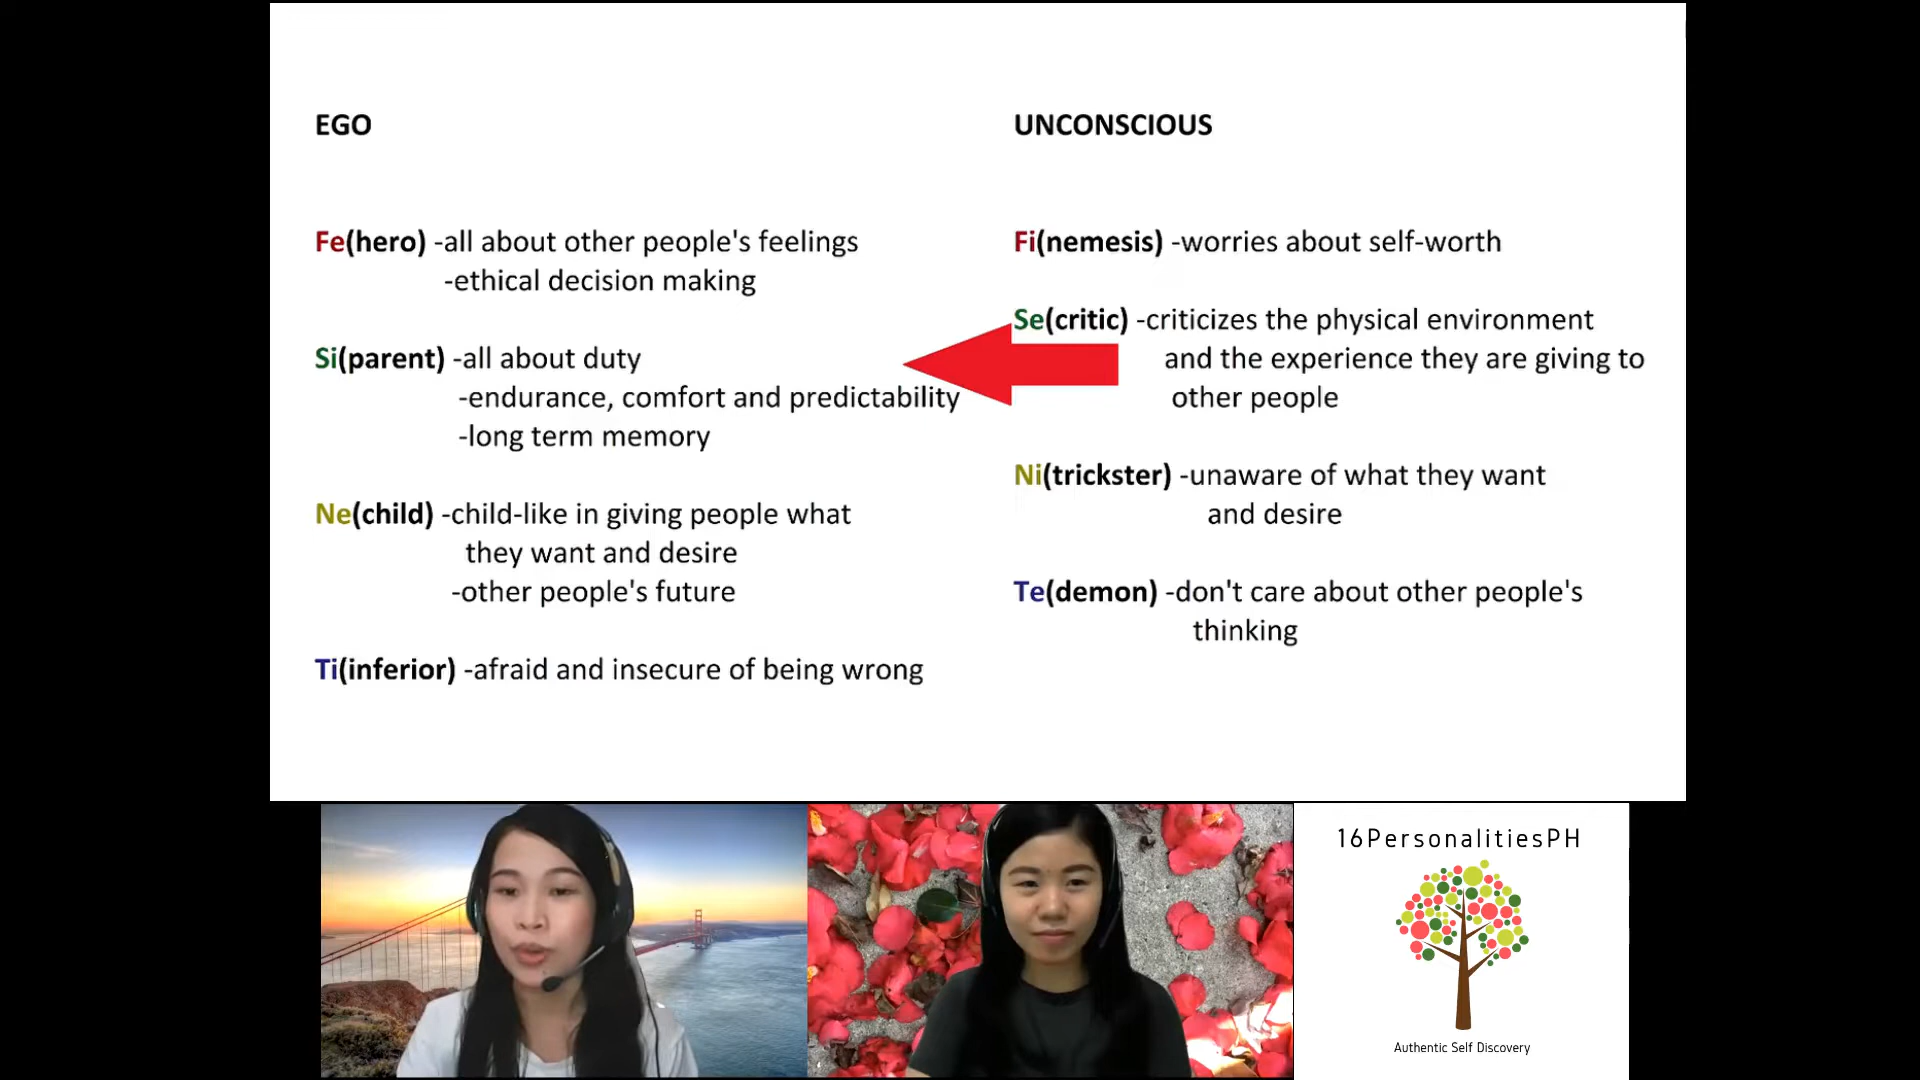 EGO
Fe(hero) -all about other people's feelings
-ethical decision making
Si(parent) -all about duty
-endurance, comfort and predictability
-long term memory
Ne(child) -child-like in giving people what
they want and desire
-other people's future
Ti(inferior) -afraid and insecure of being wrong
UNCONSCIOUS
Fi(nemesis) -worries about self-worth
Se(critic) -criticizes the physical environment
and the experience they are giving to
other people
Ni(trickster) -unaware of what they want
and desire
Te(demon) -don't care about other people's
thinking
16PersonalitiesPH
Authentic Self Discovery